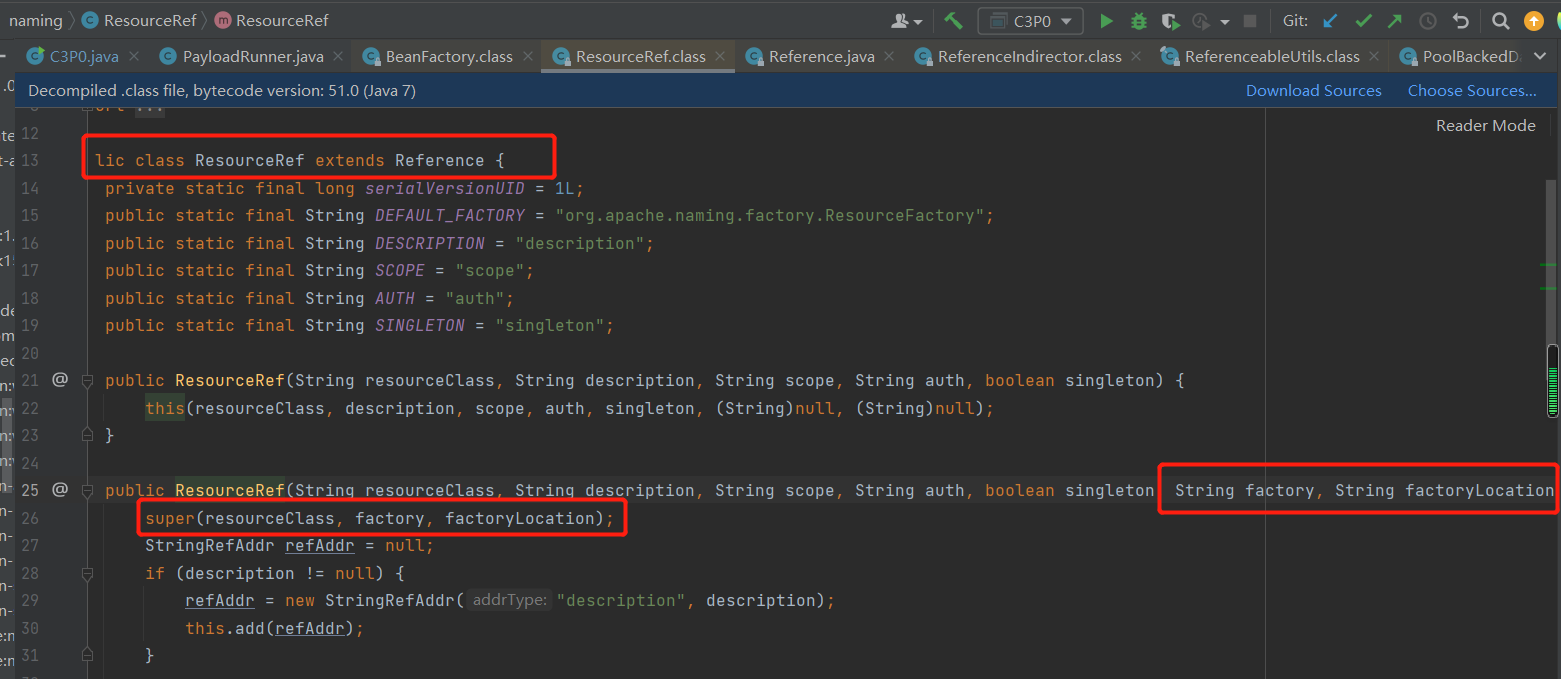 naming ResourceRef ResourceRef C3P0 Git:
C3P0.java PayloadRunner.java BeanFactory.class ResourceRef.class Reference.java ReferenceIndirector.class ReferenceableUtils.class PoolBackedD
Decompiled .class file, bytecode version: 51.0 (Java 7) Download Sources Choose Sources...
Reader Mode
12
13 lic class ResourceRef extends Reference {
14 private static final long serialVersionUID = 1L;
15 public static final String DEFAULT_FACTORY = "org.apache.naming.factory.ResourceFactory";
16 public static final String DESCRIPTION = "description";
17 public static final String SCOPE = "scope";
18 public static final String AUTH = "auth";
19 public static final String SINGLETON = "singleton";
20
21 @ public ResourceRef(String resourceClass, String description, String scope, String auth, boolean singleton) {
22 this(resourceClass, description, scope, auth, singleton, (String)null, (String)null);
23 }
24
25 @ public ResourceRef(String resourceClass, String description, String scope, String auth, boolean singleton String factory, String factoryLocation
26 super(resourceClass, factory, factoryLocation);
27 StringRefAddr refAddr = null;
28 if (description != null) {
29 refAddr = new StringRefAddr( addrType: "description", description);
30 this.add(refAddr);
31 }